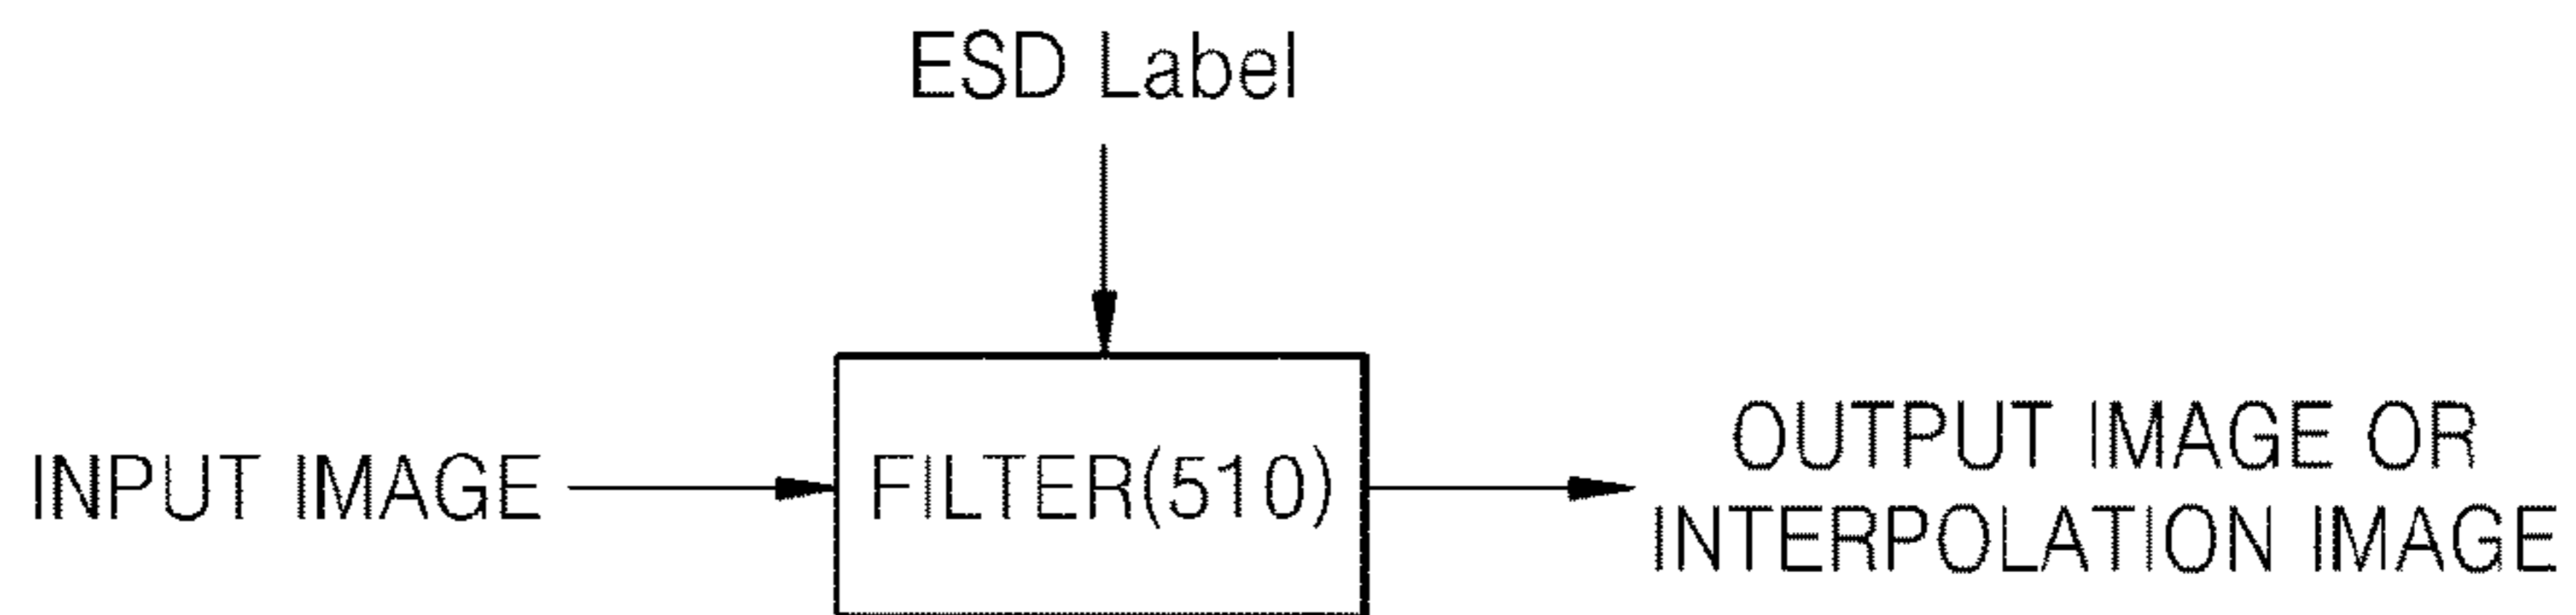 ESD Label
INPUT IMAGE
FILTER(510)
OUTPUT IMAGE OR
INTERPOLATION IMAGE